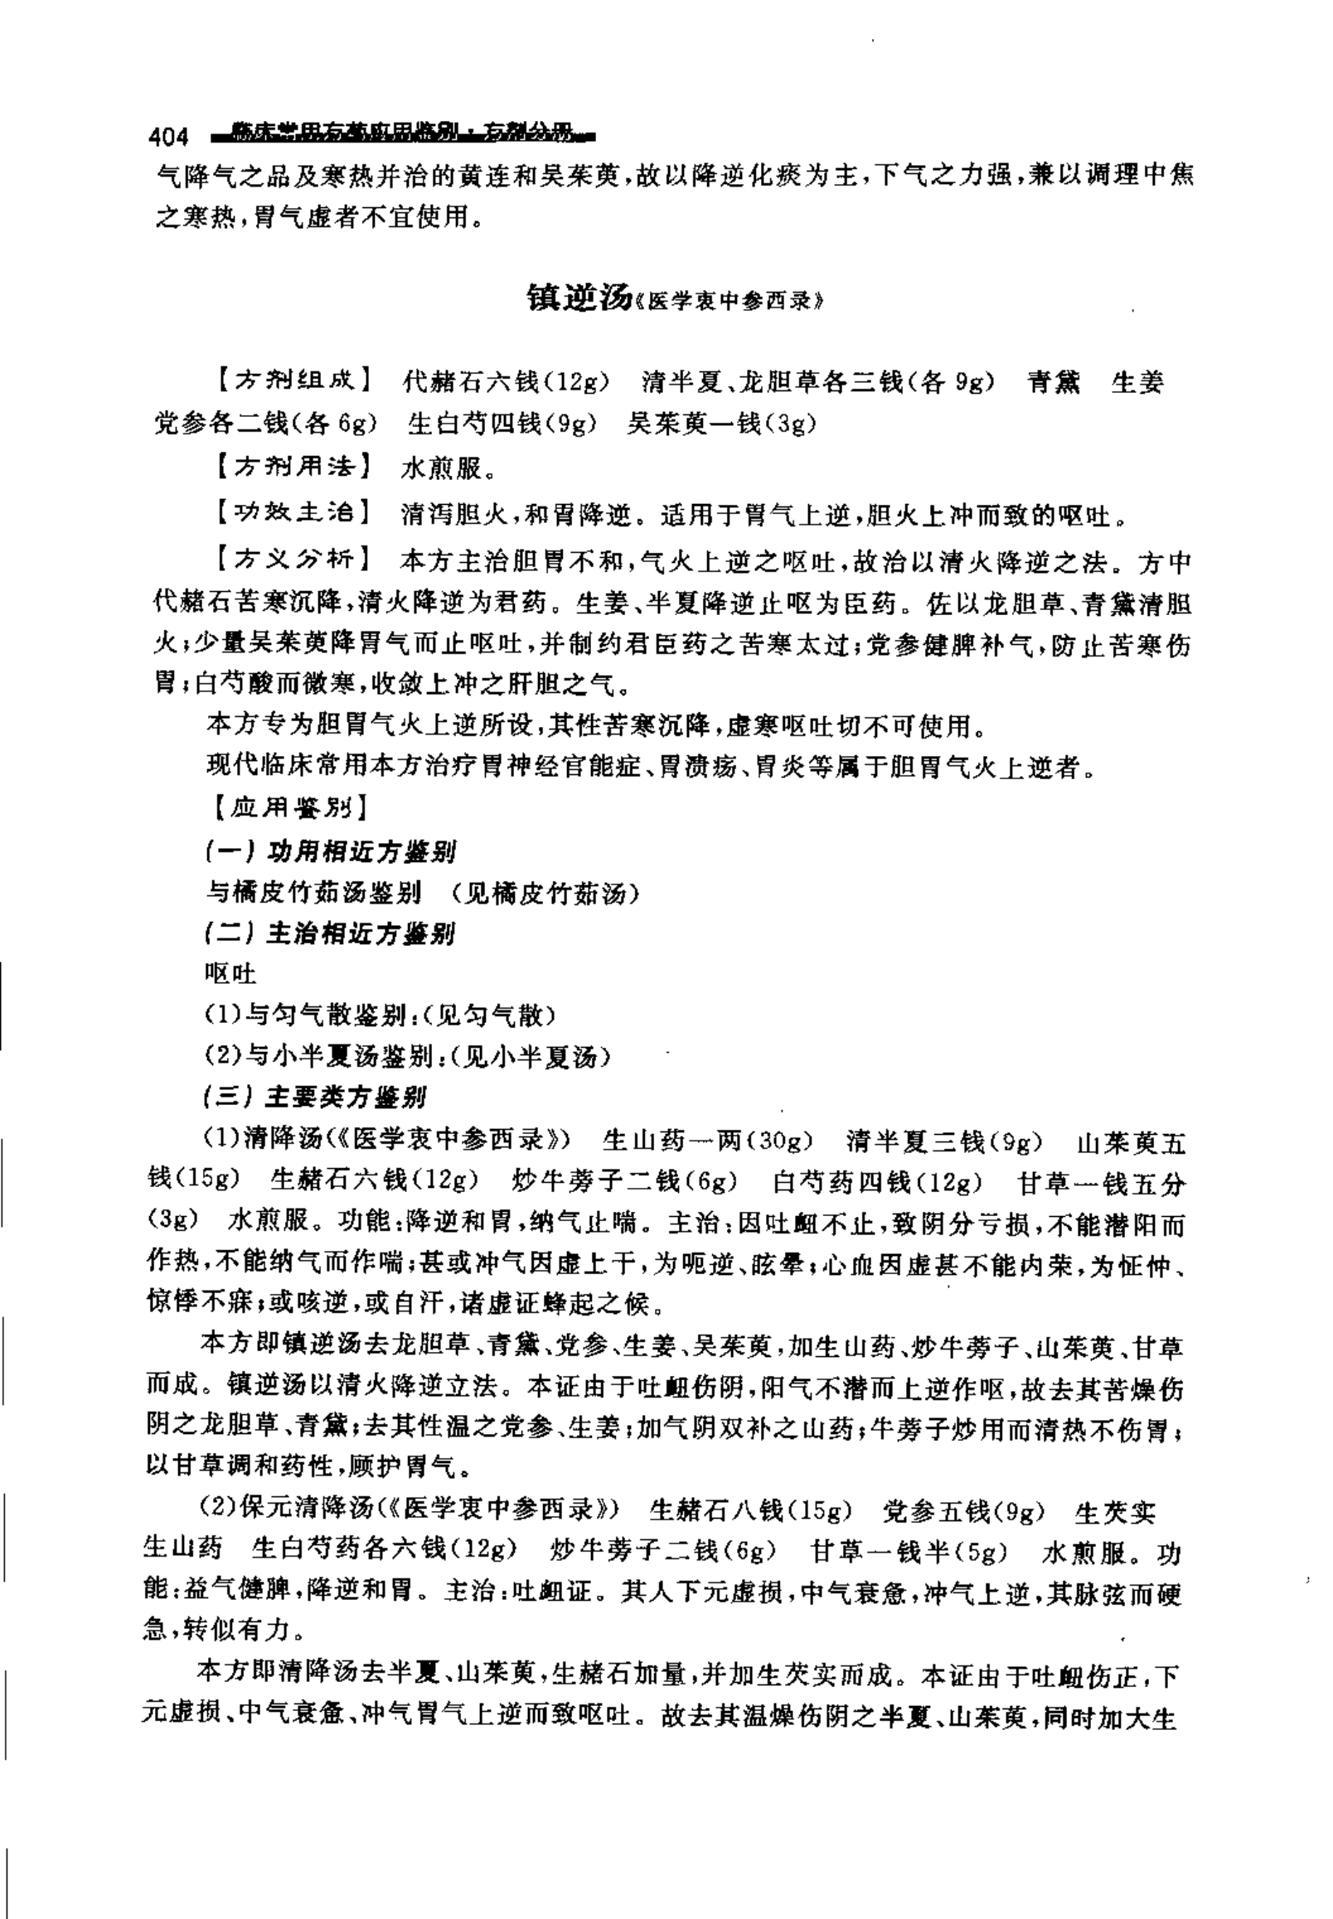 404 临床常用方药应用鉴别·方剂分册
气降气之品及寒热并治的黄连和吴茱萸,故以降逆化痰为主,下气之力强,兼以调理中焦
之寒热,胃气虚者不宜使用。
镇逆汤《医学衷中参西录》
【方剂组成】 代赭石六钱(12g) 清半夏、龙胆草各三钱(各 9g) 青黛 生姜
党参各二钱(各 6g) 生白芍四钱(9g) 吴茱萸一钱(3g)
【方剂用法】 水煎服。
【功效主治】 清泻胆火,和胃降逆。适用于胃气上逆,胆火上冲而致的呕吐。
【方义分析】 本方主治胆胃不和,气火上逆之呕吐,故治以清火降逆之法。方中
代赭石苦寒沉降,清火降逆为君药。生姜、半夏降逆止呕为臣药。佐以龙胆草、青黛清胆
火;少量吴茱萸降胃气而止呕吐,并制约君臣药之苦寒太过;党参健脾补气,防止苦寒伤
胃;白芍酸而微寒,收敛上冲之肝胆之气。
本方专为胆胃气火上逆所设,其性苦寒沉降,虚寒呕吐切不可使用。
现代临床常用本方治疗胃神经官能症、胃溃疡、胃炎等属于胆胃气火上逆者。
【应用鉴别】
(一) 功用相近方鉴别
与橘皮竹茹汤鉴别 (见橘皮竹茹汤)
(二) 主治相近方鉴别
呕吐
(1)与匀气散鉴别:(见匀气散)
(2)与小半夏汤鉴别:(见小半夏汤)
(三) 主要类方鉴别
(1)清降汤(《医学衷中参西录》) 生山药一两(30g) 清半夏三钱(9g) 山茱萸五
钱(15g) 生赭石六钱(12g) 炒牛蒡子二钱(6g) 白芍药四钱(12g) 甘草一钱五分
(3g) 水煎服。功能:降逆和胃,纳气止喘。主治:因吐衄不止,致阴分亏损,不能潜阳而
作热,不能纳气而作喘;甚或冲气因虚上干,为呃逆、眩晕;心血因虚甚不能内荣,为怔忡、
惊悸不寐;或咳逆,或自汗,诸虚证蜂起之候。
本方即镇逆汤去龙胆草、青黛、党参、生姜、吴茱萸,加生山药、炒牛蒡子、山茱萸、甘草
而成。镇逆汤以清火降逆立法。本证由于吐衄伤阴,阳气不潜而上逆作呕,故去其苦燥伤
阴之龙胆草、青黛;去其性温之党参、生姜;加气阴双补之山药;牛蒡子炒用而清热不伤胃;
以甘草调和药性,顾护胃气。
(2)保元清降汤(《医学衷中参西录》) 生赭石八钱(15g) 党参五钱(9g) 生芡实
生山药 生白芍药各六钱(12g) 炒牛蒡子二钱(6g) 甘草一钱半(5g) 水煎服。功
能:益气健脾,降逆和胃。主治:吐衄证。其人下元虚损,中气衰惫,冲气上逆,其脉弦而硬
急,转似有力。
本方即清降汤去半夏、山茱萸,生赭石加量,并加生芡实而成。本证由于吐衄伤正,下
元虚损、中气衰惫、冲气胃气上逆而致呕吐。故去其温燥伤阴之半夏、山茱萸,同时加大生